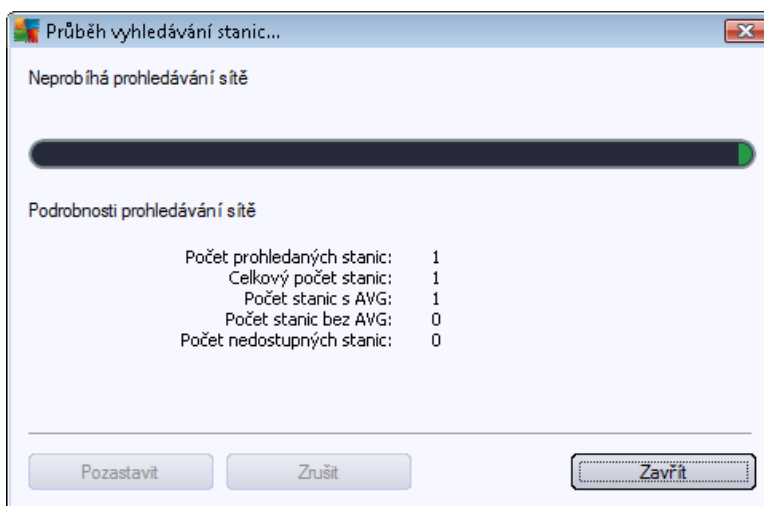 Průběh vyhledávání stanic...
Neprobíhá prohledávání sítě
Podrobnosti prohledávání sítě
Počet prohledaných stanic: 1
Celkový počet stanic: 1
Počet stanic s AVG: 1
Počet stanic bez AVG: 0
Počet nedostupných stanic: 0
Pozastavit Zrušit Zavřít